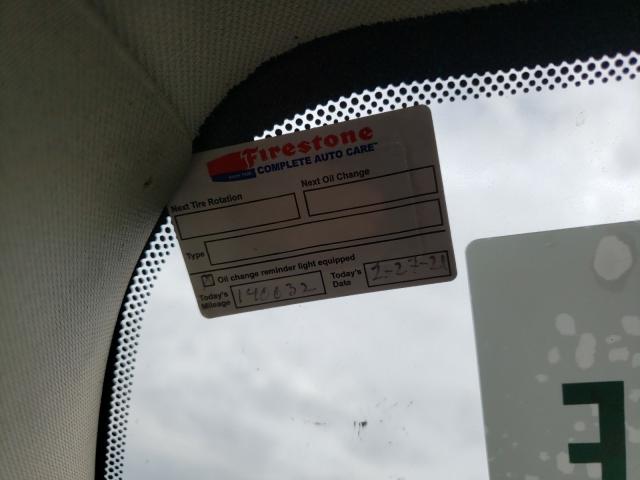 Firestone
COMPLETE AUTO CARE™
Next Tire Rotation
Next Oil Change
Type
Oil change reminder light equipped
Today's Mileage 140032
Today's Date 2-27-21